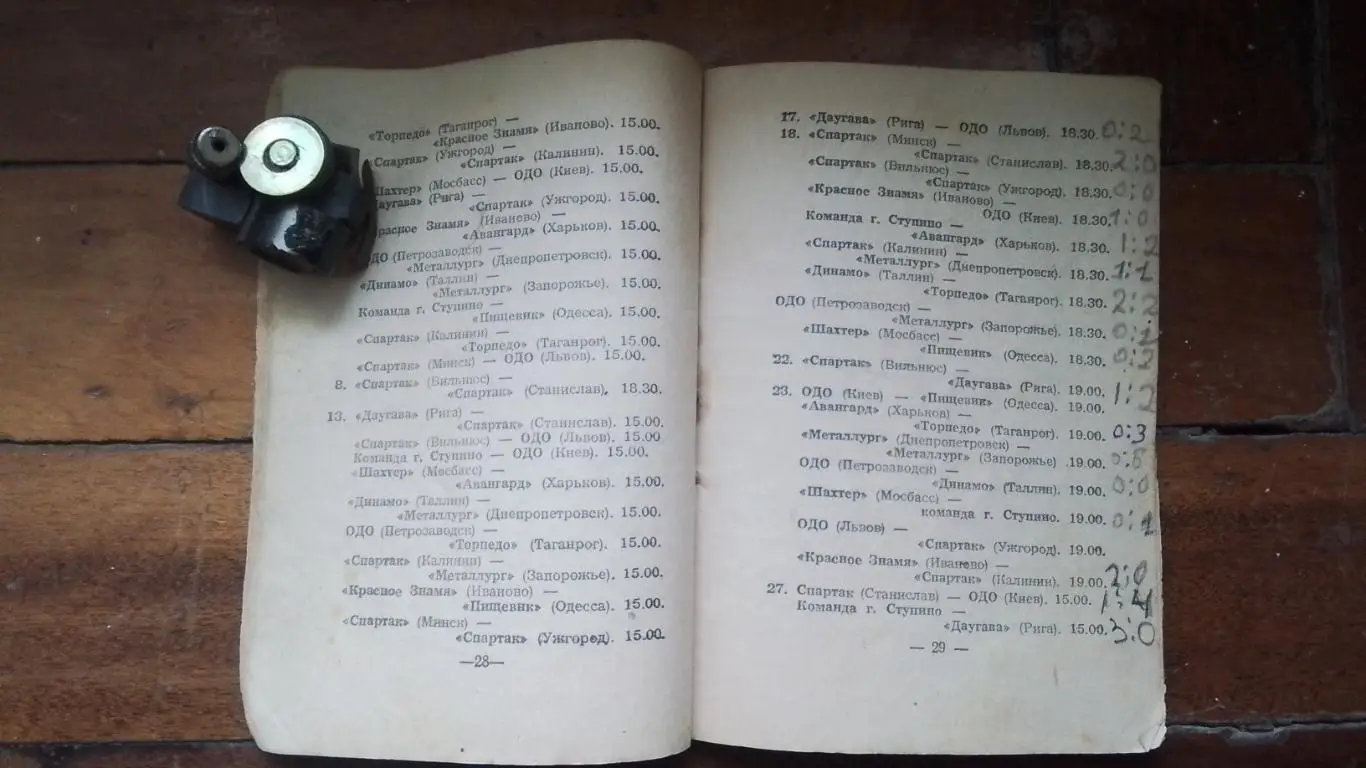 «Торпедо» (Таганрог) —
«Красное Знамя» (Иваново). 15.00.
«Спартак» (Ужгород) —
«Спартак» (Калинин). 15.00.
Шахтер» (Мосбасс) — ОДО (Киев). 15.00.
Даугава» (Рига) —
«Спартак» (Ужгород). 15.00.
Красное Знамя» (Иваново) —
«Авангард» (Харьков). 15.00.
ОДО (Петрозаводск) —
«Металлург» (Днепропетровск). 15.00.
«Динамо» (Таллин) —
«Металлург» (Запорожье). 15.00.
Команда г. Ступино —
«Пищевик» (Одесса). 15.00.
«Спартак» (Калинин) —
«Торпедо» (Таганрог). 15.00.
«Спартак» (Минск) — ОДО (Львов). 15.00.
8. «Спартак» (Вильнюс) —
«Спартак» (Станислав). 18.30.
13. «Даугава» (Рига) —
«Спартак» (Станислав). 15.00.
«Спартак» (Вильнюс) — ОДО (Львов). 15.00
Команда г. Ступино — ОДО (Киев). 15.00.
«Шахтер» (Мосбасс) —
«Авангард» (Харьков). 15.00.
«Динамо» (Таллин) —
«Металлург» (Днепропетровск). 15.00.
ОДО (Петрозаводск) —
«Торпедо» (Таганрог). 15.00.
«Спартак» (Калинин) —
«Металлург» (Запорожье). 15.00.
«Красное Знамя» (Иваново) —
«Пищевик» (Одесса). 15.00.
«Спартак» (Минск) —
«Спартак» (Ужгород). 15.00.
—28—
17. «Даугава» (Рига) — ОДО (Львов). 18.30. 0:2
18. «Спартак» (Минск) —
«Спартак» (Станислав). 18.30. 2:0
«Спартак» (Вильнюс) —
«Спартак» (Ужгород). 18.30. 0:0
«Красное Знамя» (Иваново) —
ОДО (Киев). 18.30. 1:0
Команда г. Ступино —
«Авангард» (Харьков). 18.30. 1:2
«Спартак» (Калинин) —
«Металлург» (Днепропетровск). 18.30. 1:1
«Динамо» (Таллин) —
«Торпедо» (Таганрог). 18.30. 2:2
ОДО (Петрозаводск) —
«Металлург» (Запорожье). 18.30.
«Шахтер» (Мосбасс) —
«Пищевик» (Одесса). 18.30.
22. «Спартак» (Вильнюс) —
«Даугава» (Рига). 19.00. 1:2
23. ОДО (Киев) — «Пищевик» (Одесса). 19.00.
«Авангард» (Харьков) —
«Торпедо» (Таганрог). 19.00. 0:3
«Металлург» (Днепропетровск) —
«Металлург» (Запорожье) .19.00.
ОДО (Петрозаводск) —
«Динамо» (Таллин). 19.00. 0:0
«Шахтер» (Мосбасс) —
команда г. Ступино. 19.00. 0:1
ОДО (Львов) —
«Спартак» (Ужгород). 19.00.
«Красное Знамя» (Иваново) —
«Спартак» (Калинин). 19.00. 2:0
27. Спартак (Станислав) — ОДО (Киев). 15.00. 1:4
Команда г. Ступино —
«Даугава» (Рига). 15.00. 3:0
— 29 —